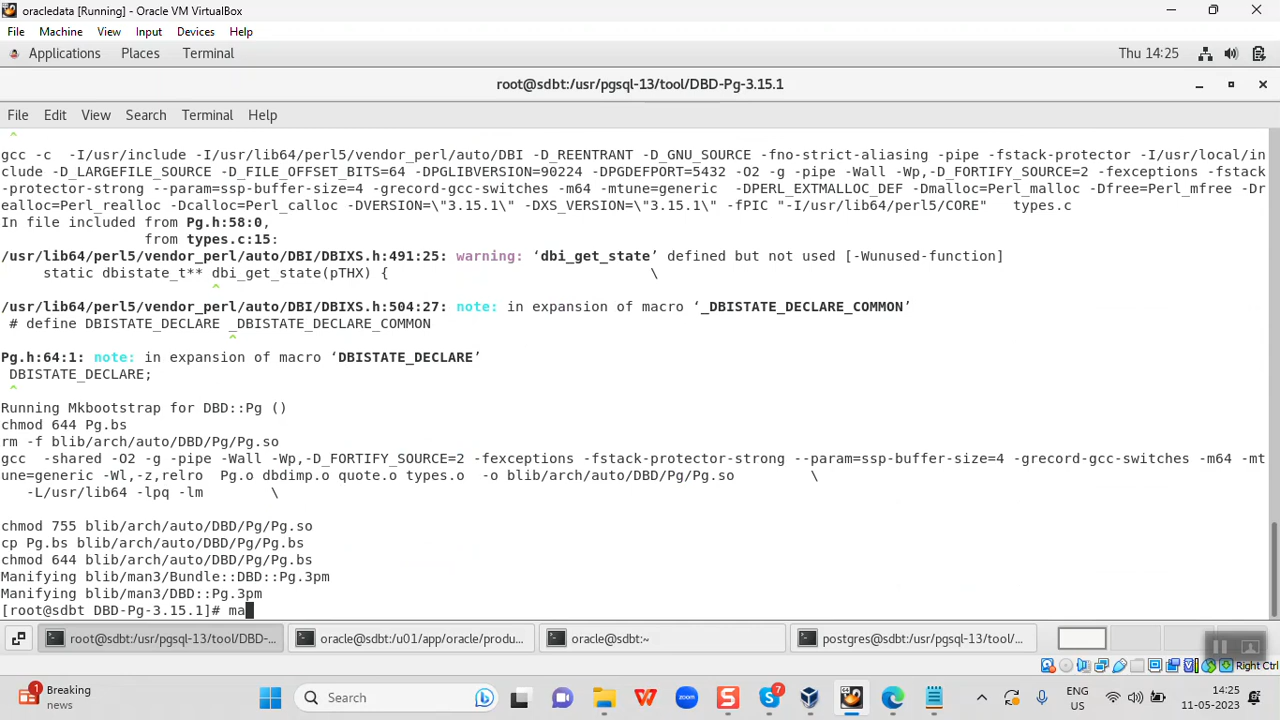 oracledata [Running] - Oracle VM VirtualBox
File Machine View Input Devices Help
Applications Places Terminal Thu 14:25
root@sdbt:/usr/pgsql-13/tool/DBD-Pg-3.15.1
File Edit View Search Terminal Help
^
gcc -c  -I/usr/include -I/usr/lib64/perl5/vendor_perl/auto/DBI -D_REENTRANT -D_GNU_SOURCE -fno-strict-aliasing -pipe -fstack-protector -I/usr/local/in
clude -D_LARGEFILE_SOURCE -D_FILE_OFFSET_BITS=64 -DPGLIBVERSION=90224 -DPGDEFPORT=5432 -O2 -g -pipe -Wall -Wp,-D_FORTIFY_SOURCE=2 -fexceptions -fstack
-protector-strong --param=ssp-buffer-size=4 -grecord-gcc-switches -m64 -mtune=generic  -DPERL_EXTMALLOC_DEF -Dmalloc=Perl_malloc -Dfree=Perl_mfree -Dr
ealloc=Perl_realloc -Dcalloc=Perl_calloc -DVERSION=\"3.15.1\" -DXS_VERSION=\"3.15.1\" -fPIC "-I/usr/lib64/perl5/CORE"   types.c
In file included from Pg.h:58:0,
from types.c:15:
/usr/lib64/perl5/vendor_perl/auto/DBI/DBIXS.h:491:25: warning: ‘dbi_get_state’ defined but not used [-Wunused-function]
static dbistate_t** dbi_get_state(pTHX) { \
^
/usr/lib64/perl5/vendor_perl/auto/DBI/DBIXS.h:504:27: note: in expansion of macro ‘_DBISTATE_DECLARE_COMMON’
# define DBISTATE_DECLARE _DBISTATE_DECLARE_COMMON
^
Pg.h:64:1: note: in expansion of macro ‘DBISTATE_DECLARE’
DBISTATE_DECLARE;
^
Running Mkbootstrap for DBD::Pg ()
chmod 644 Pg.bs
rm -f blib/arch/auto/DBD/Pg/Pg.so
gcc  -shared -O2 -g -pipe -Wall -Wp,-D_FORTIFY_SOURCE=2 -fexceptions -fstack-protector-strong --param=ssp-buffer-size=4 -grecord-gcc-switches -m64 -mt
une=generic -Wl,-z,relro  Pg.o dbdimp.o quote.o types.o  -o blib/arch/auto/DBD/Pg/Pg.so \
-L/usr/lib64 -lpq -lm \
chmod 755 blib/arch/auto/DBD/Pg/Pg.so
cp Pg.bs blib/arch/auto/DBD/Pg/Pg.bs
chmod 644 blib/arch/auto/DBD/Pg/Pg.bs
Manifying blib/man3/Bundle::DBD::Pg.3pm
Manifying blib/man3/DBD::Pg.3pm
[root@sdbt DBD-Pg-3.15.1]# ma
root@sdbt:/usr/pgsql-13/tool/DBD-... oracle@sdbt:/u01/app/oracle/produ... oracle@sdbt:~ postgres@sdbt:/usr/pgsql-13/tool/...
Right Ctrl
1 Breaking news Search 7 ENG US 14:25 11-05-2023